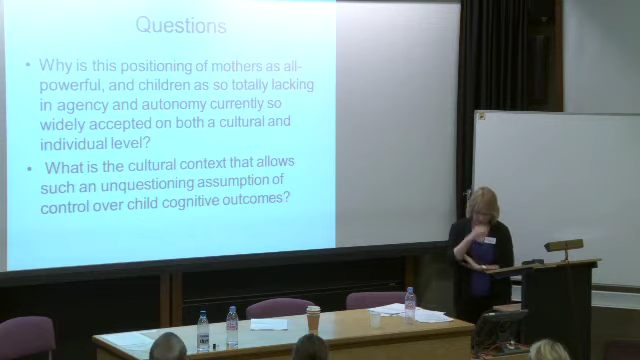 Questions
• Why is this positioning of mothers as all-
powerful, and children as so totally lacking
in agency and autonomy currently so
widely accepted on both a cultural and
individual level?
• What is the cultural context that allows
such an unquestioning assumption of
control over child cognitive outcomes?